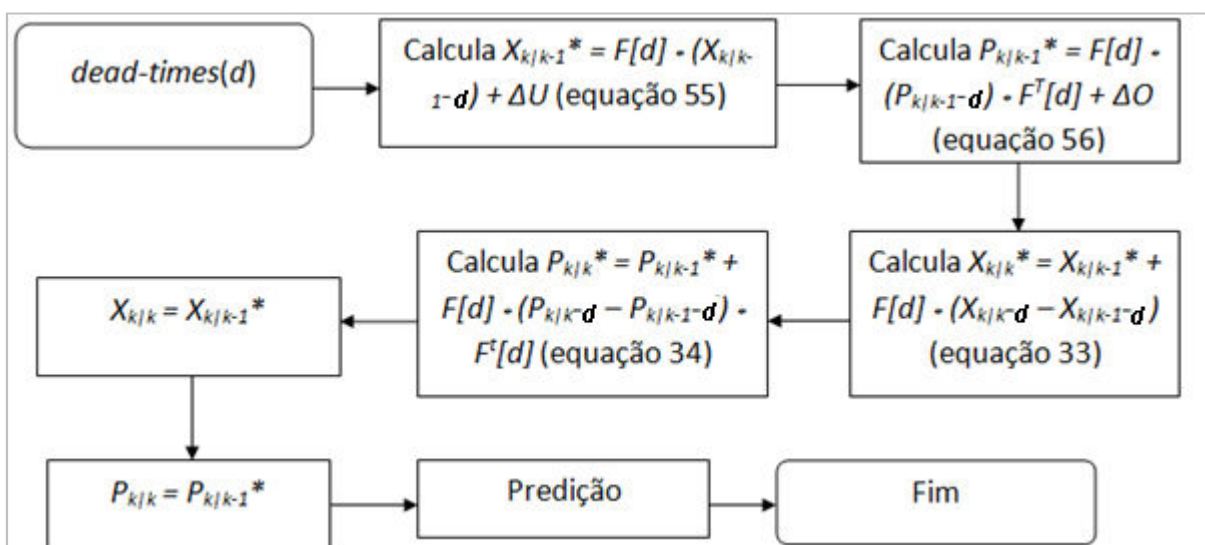 dead-times(d)
Calcula Xk|k-1* = F[d] * (Xk|k-
1-d) + ΔU (equação 55)
Calcula Pk|k-1* = F[d] *
(Pk|k-1-d) * F^T[d] + ΔO
(equação 56)
Calcula Xk|k* = Xk|k-1* +
F[d] * (Xk|k-d – Xk|k-1-d)
(equação 33)
Calcula Pk|k* = Pk|k-1* +
F[d] * (Pk|k-d – Pk|k-1-d) *
F^t[d] (equação 34)
Xk|k = Xk|k-1*
Pk|k = Pk|k-1*
Predição
Fim